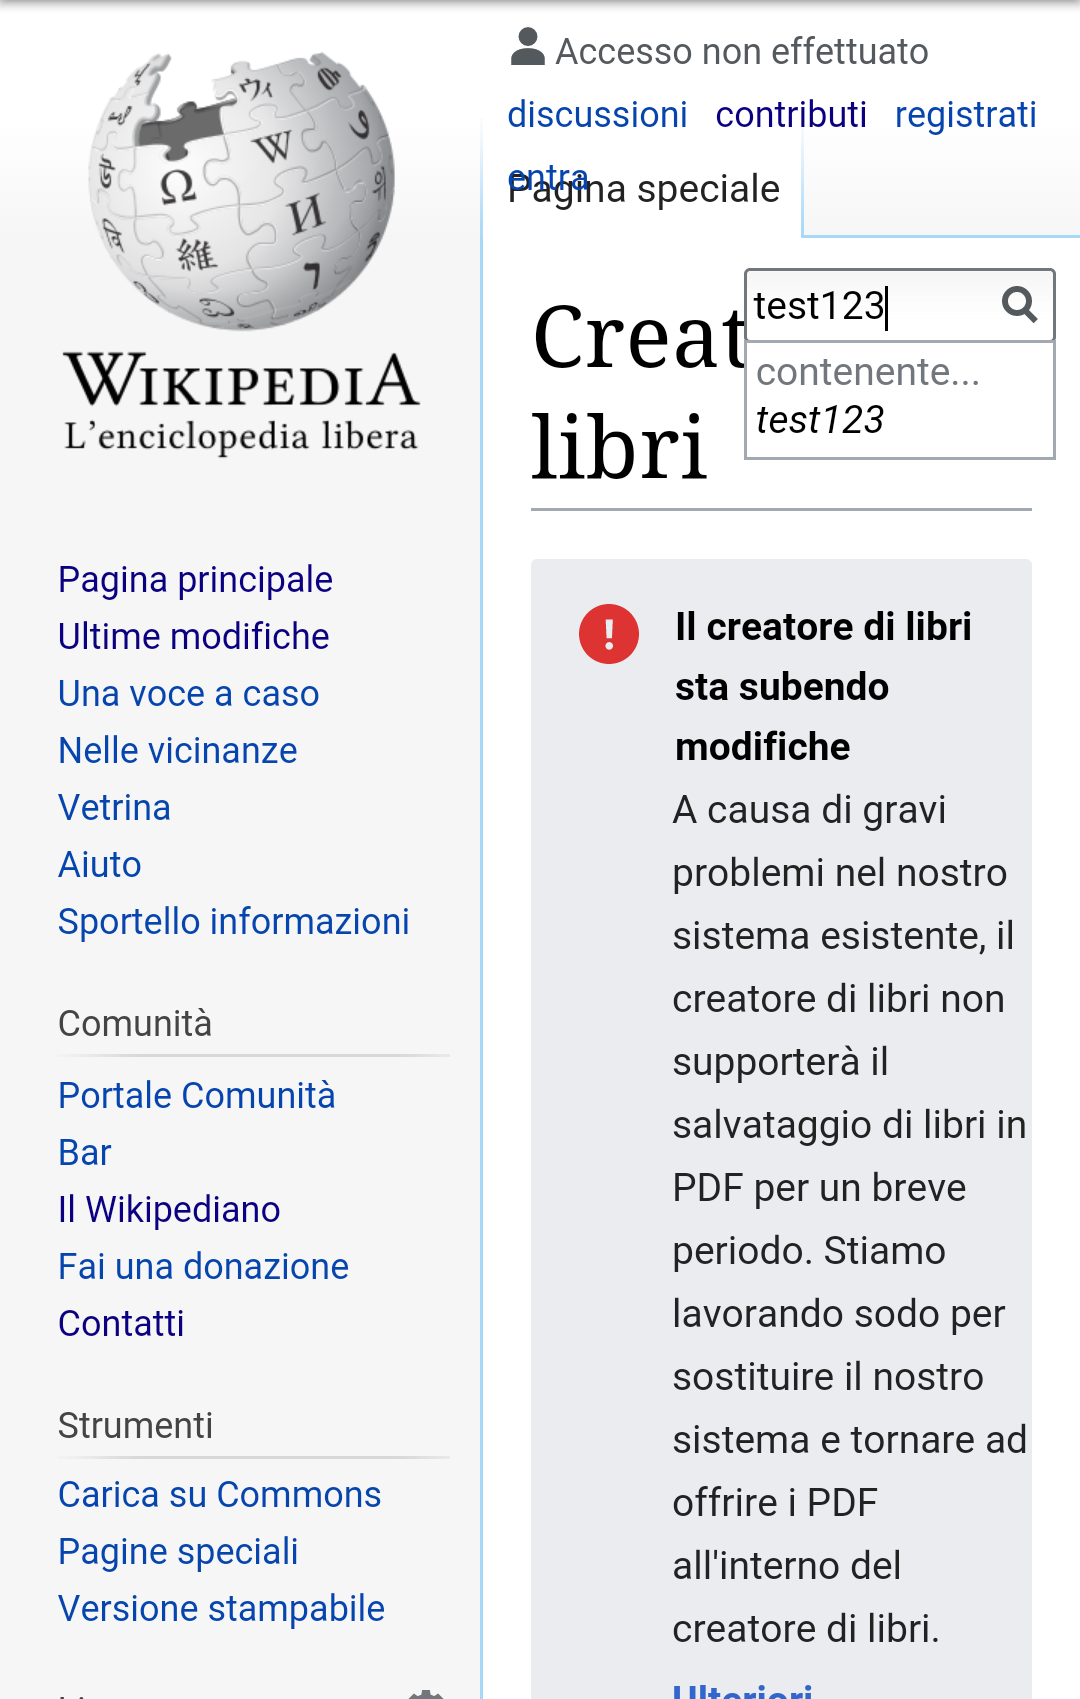 WIKIPEDIA
L'enciclopedia libera
Accesso non effettuato
discussioni contributi registrati
entra
Pagina speciale
test123
contenente...
test123
Creat
libri
Pagina principale
Ultime modifiche
Una voce a caso
Nelle vicinanze
Vetrina
Aiuto
Sportello informazioni
Comunità
Portale Comunità
Bar
Il Wikipediano
Fai una donazione
Contatti
Strumenti
Carica su Commons
Pagine speciali
Versione stampabile
Il creatore di libri
sta subendo
modifiche
A causa di gravi
problemi nel nostro
sistema esistente, il
creatore di libri non
supporterà il
salvataggio di libri in
PDF per un breve
periodo. Stiamo
lavorando sodo per
sostituire il nostro
sistema e tornare ad
offrire i PDF
all'interno del
creatore di libri.
Ulteriori